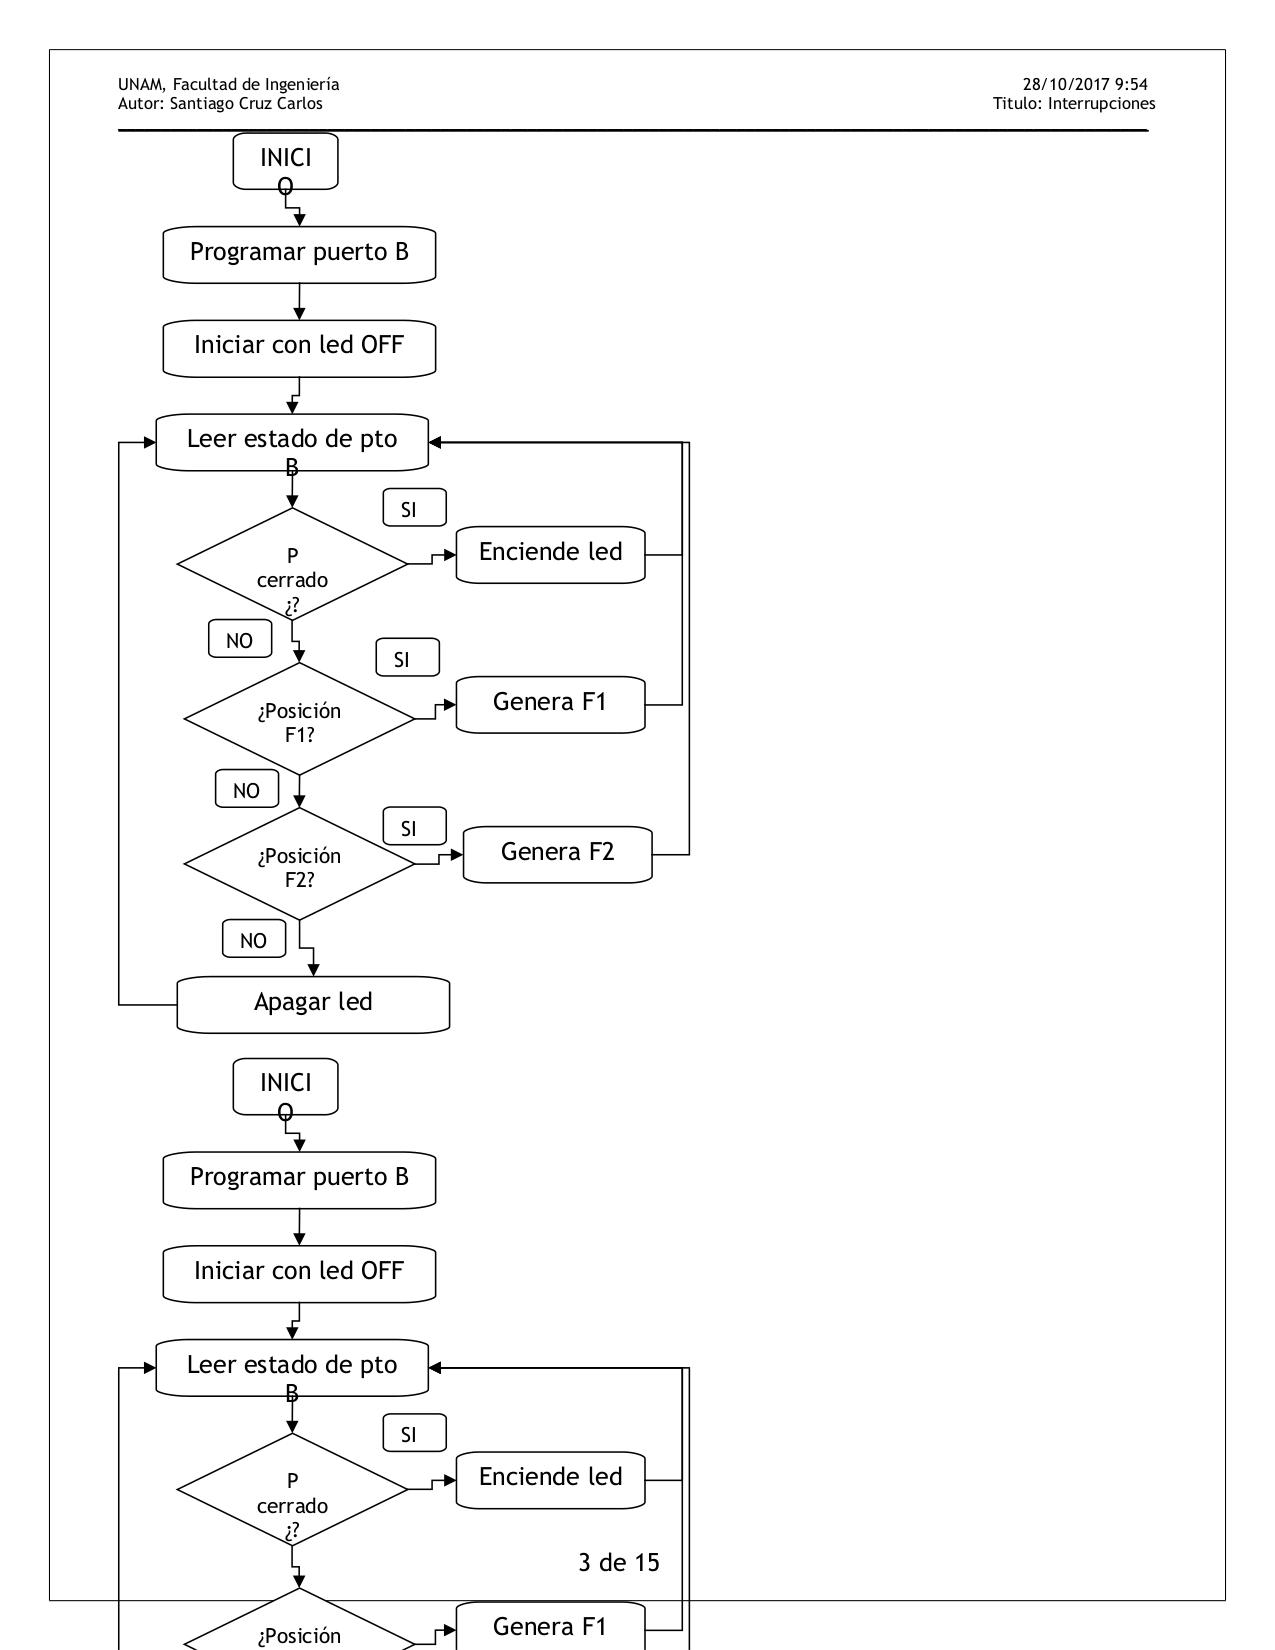 UNAM, Facultad de Ingeniería
28/10/2017 9:54
Autor: Santiago Cruz Carlos
Titulo: Interrupciones
INICI
O
Programar puerto B
Iniciar con led OFF
Leer estado de pto
B
SI
P
cerrado
¿?
Enciende led
NO
SI
¿Posición
F1?
Genera F1
NO
SI
¿Posición
F2?
Genera F2
NO
Apagar led
INICI
O
Programar puerto B
Iniciar con led OFF
Leer estado de pto
B
SI
P
cerrado
¿?
Enciende led
3 de 15
Genera F1
¿Posición